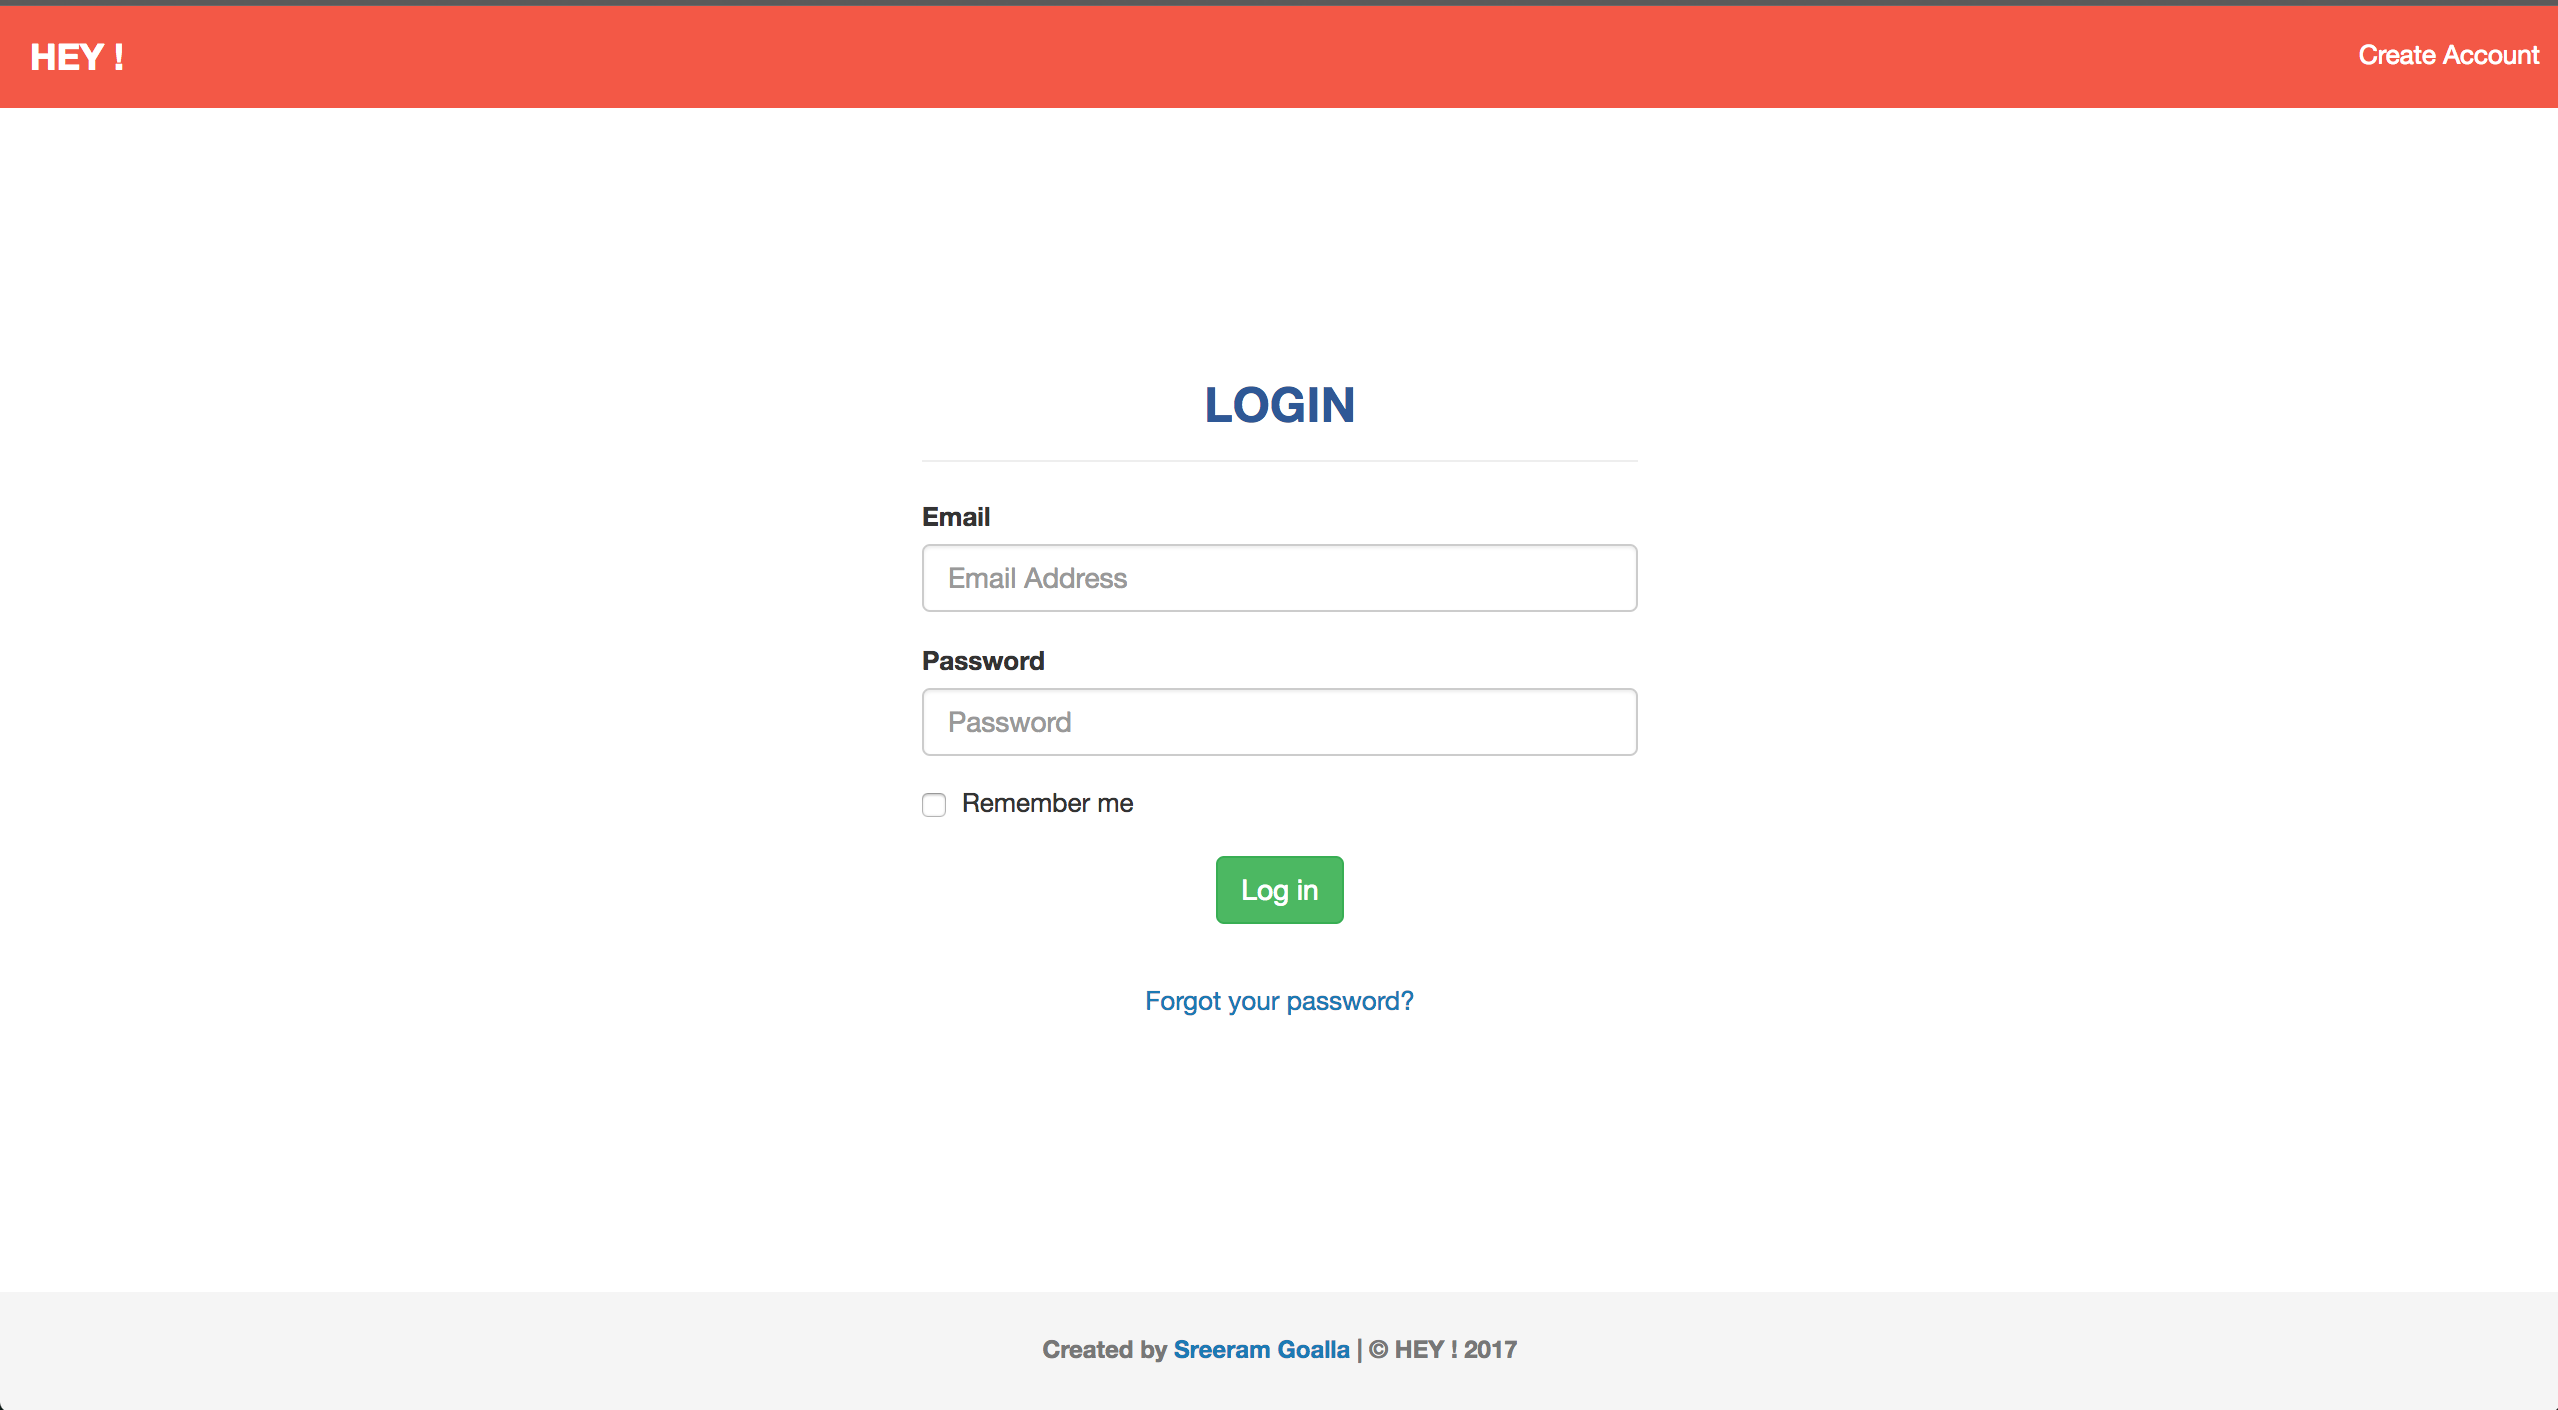 HEY !
Create Account
LOGIN
Email
Email Address
Password
Password
Remember me
Log in
Forgot your password?
Created by Sreeram Goalla | © HEY ! 2017